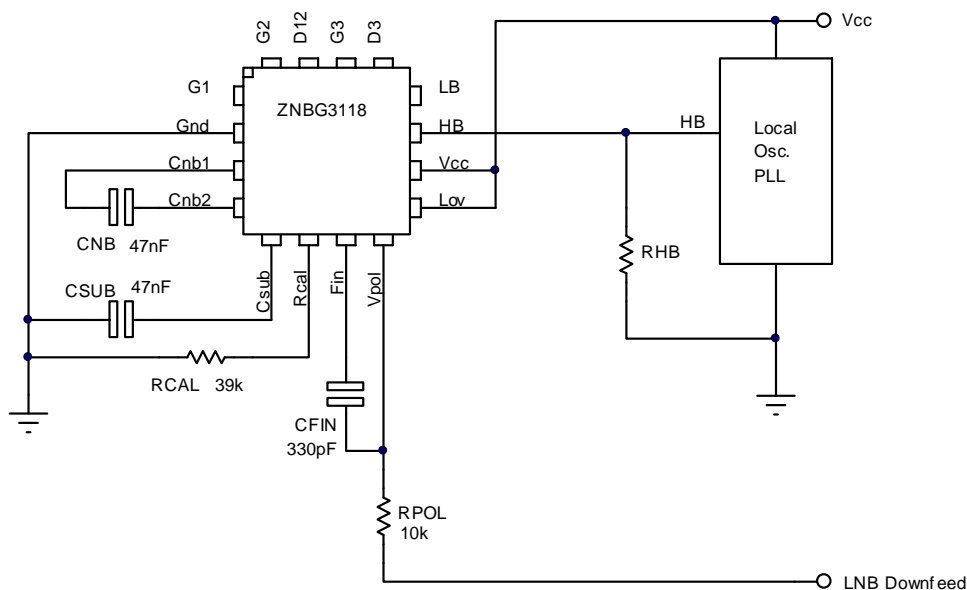 G2 D12 G3 D3
Vcc
G1
ZNBG3118
LB
Gnd
HB
HB
Local
Osc.
PLL
Cnb1
Vcc
Cnb2
Lov
CNB 47nF
RHB
CSUB 47nF
Csub
Rcal
Fin
Vpol
RCAL 39k
CFIN
330pF
RPOL
10k
LNB Downfeed